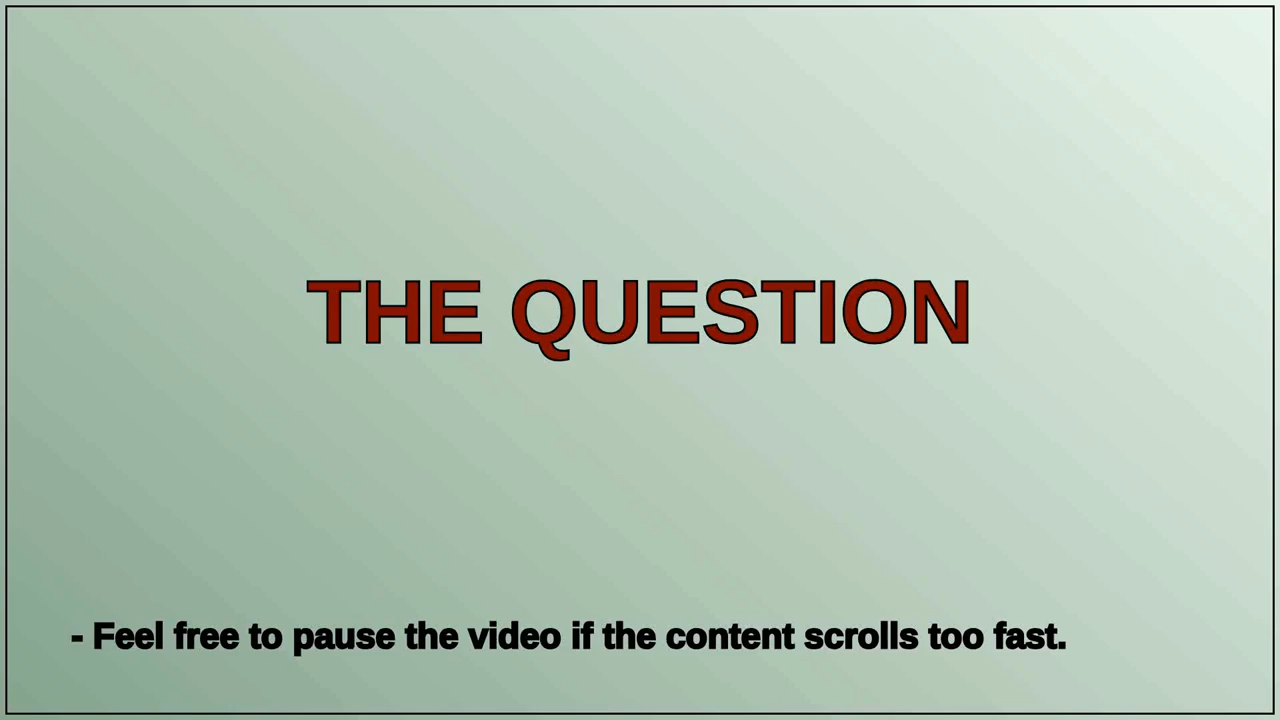 THE QUESTION
- Feel free to pause the video if the content scrolls too fast.